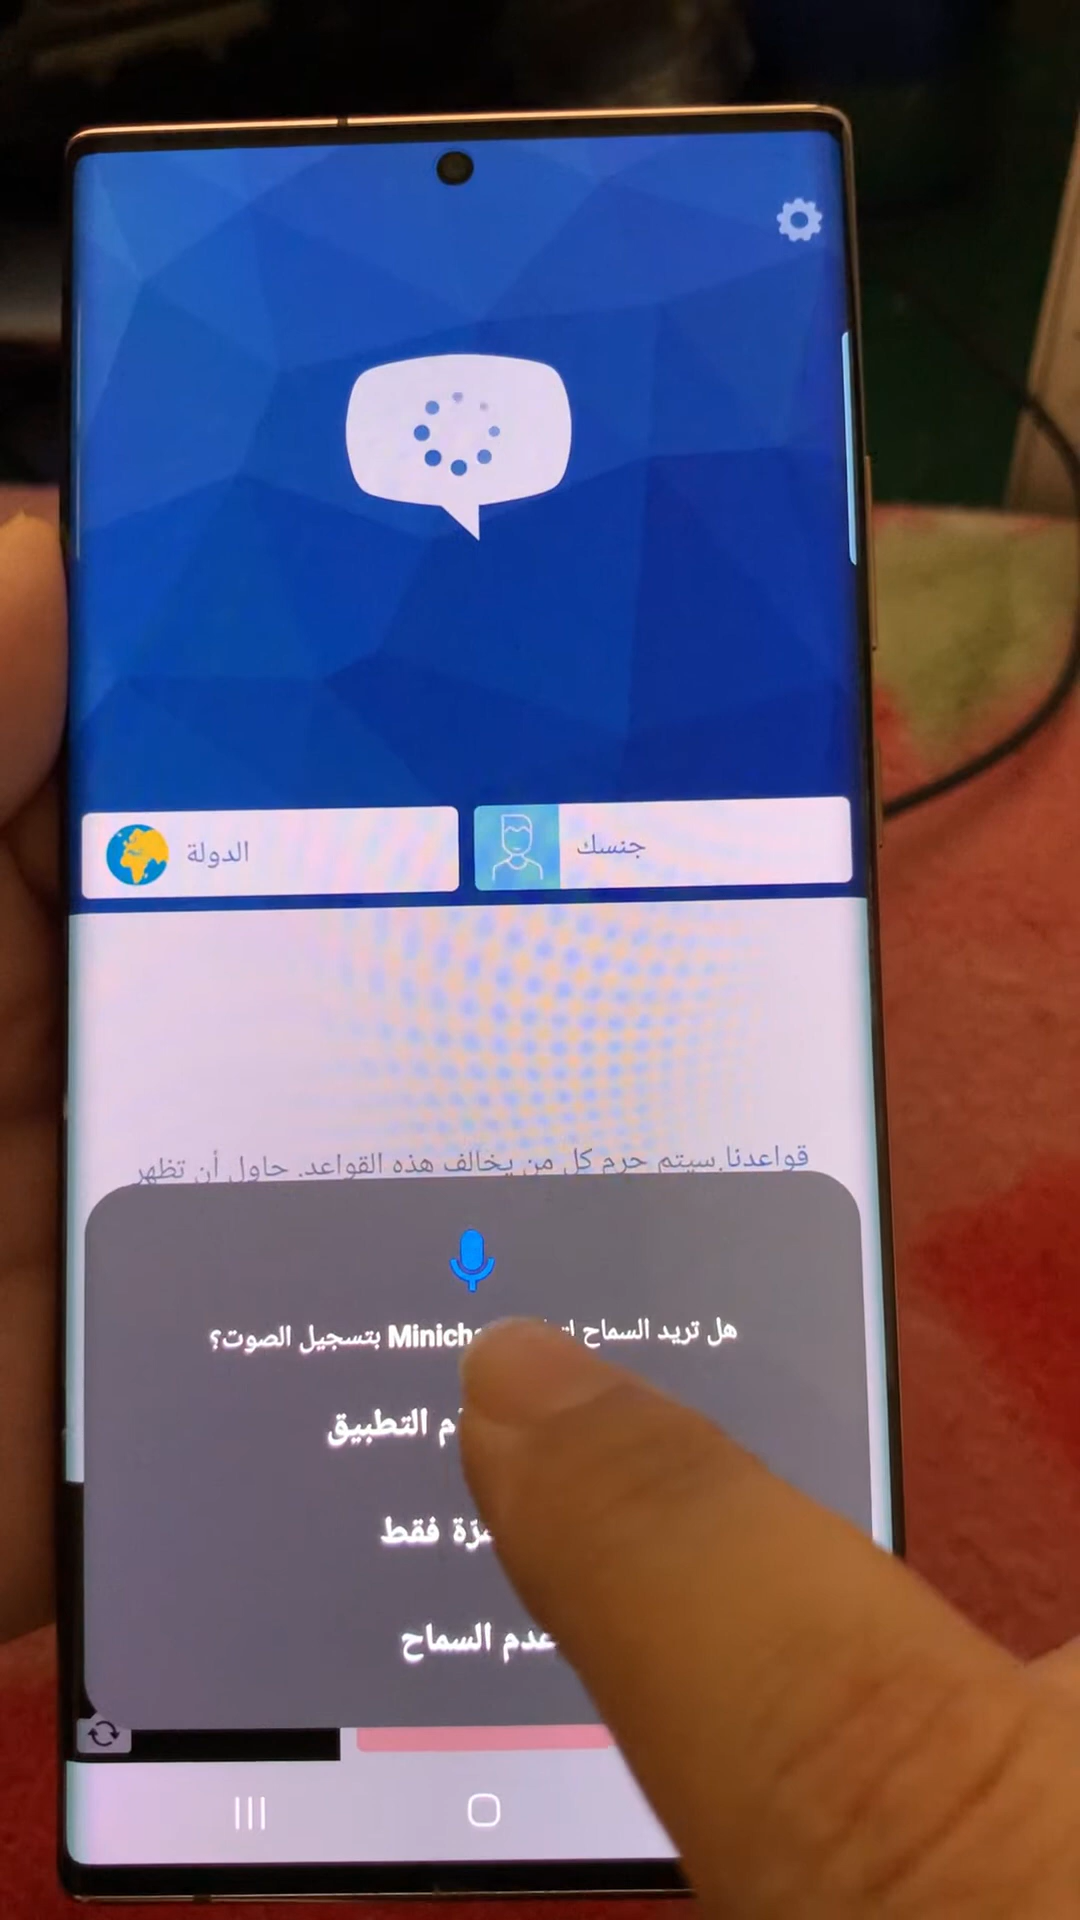 الدولة
جنسك
قواعدنا.سيتم حرم كل من يخالف هذه القواعد. حاول أن تظهر
هل تريد السماح بتسجيل الصوت؟
التطبيق
فقط
عدم السماح